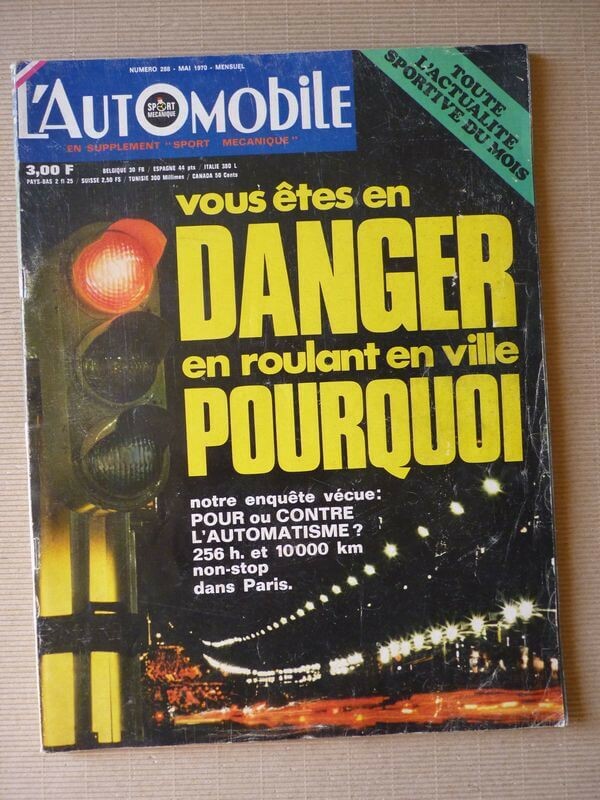 NUMERO 288 - MAI 1970 - MENSUEL
L'AUTOMOBILE
SPORT
MECANIQUE
EN SUPPLEMENT "SPORT MECANIQUE"
TOUTE
L'ACTUALITE
SPORTIVE DU MOIS
3,00 F
BELGIQUE 30 FB / ESPAGNE 44 pts / ITALIE 380 L
PAYS-BAS 2 fl 25 / SUISSE 2.50 FS / TUNISIE 300 Millimes / CANADA 50 Cents
vous êtes en
DANGER
en roulant en ville
POURQUOI
notre enquête vécue:
POUR ou CONTRE
L'AUTOMATISME?
256 h. et 10000 km
non-stop
dans Paris.